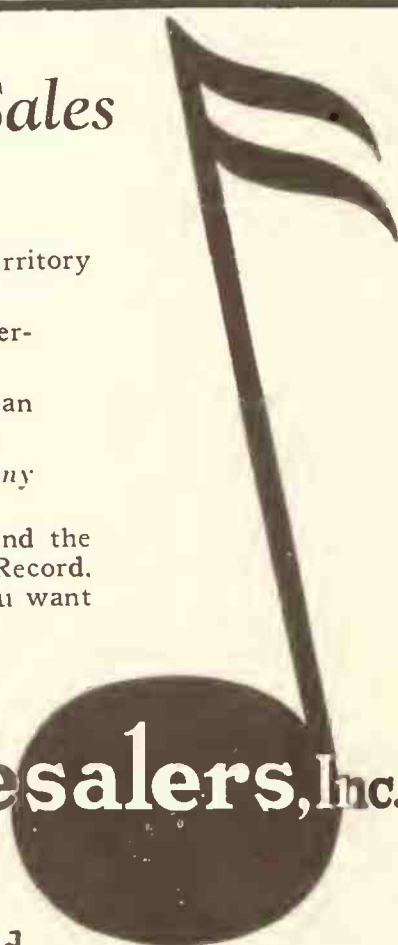 Sales
rritory
er-
an
ny
nd the
Record.
u want
esalers, Inc.
d